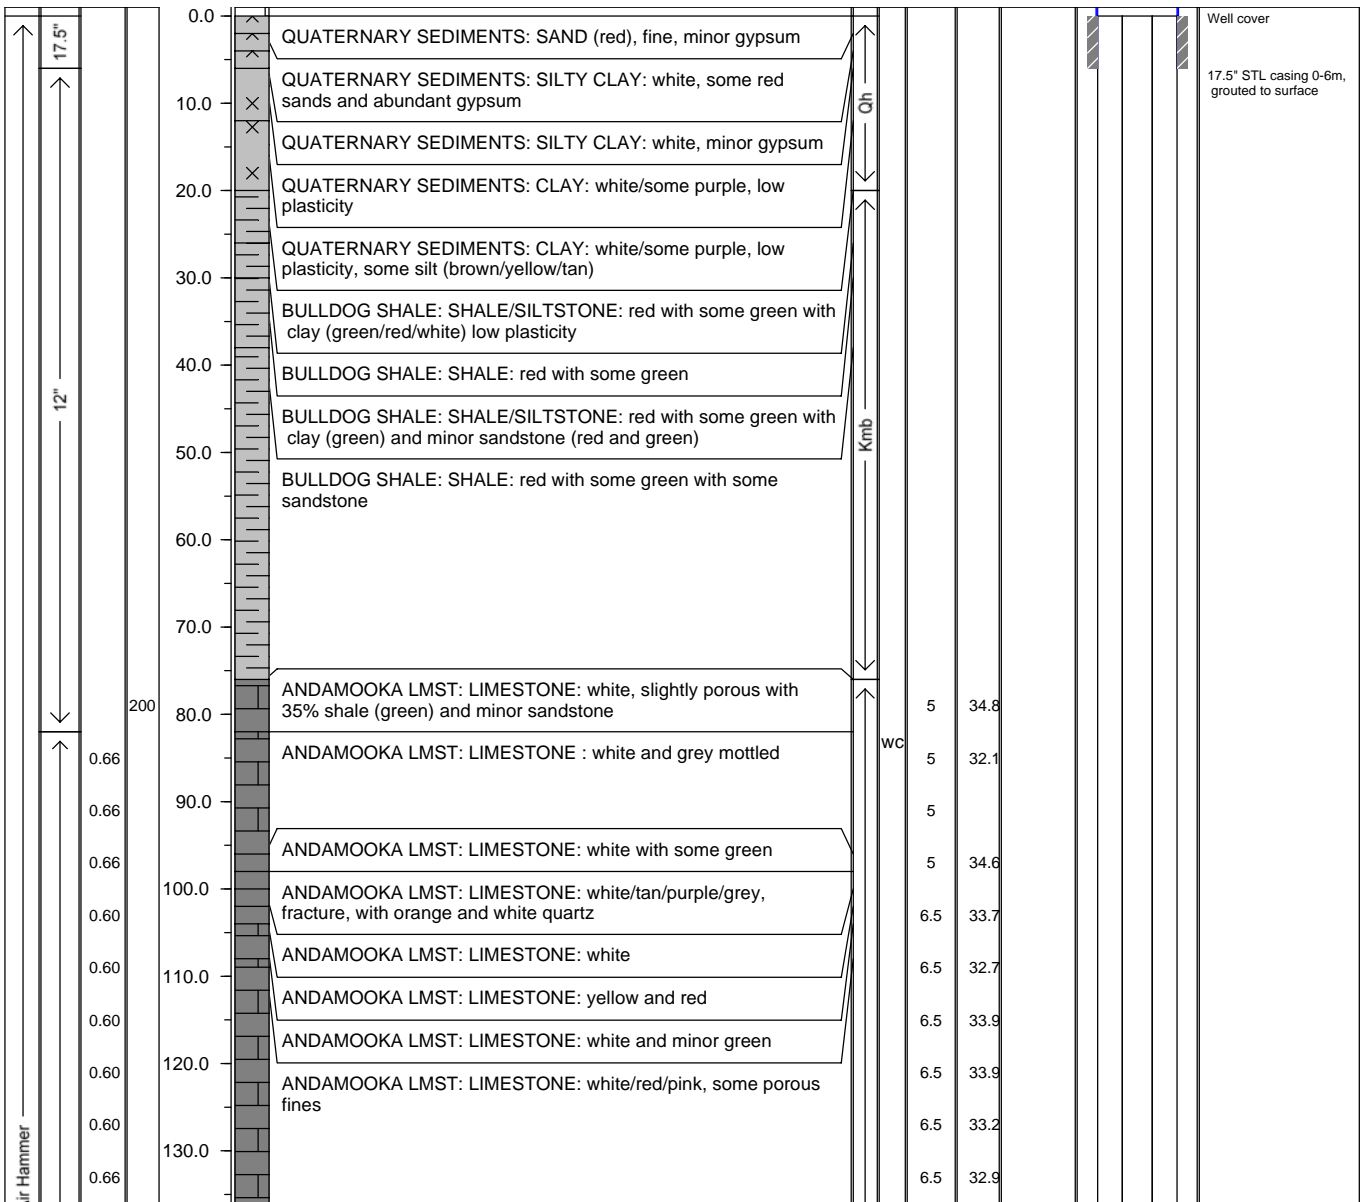 0.0
17.5"
QUATERNARY SEDIMENTS: SAND (red), fine, minor gypsum
Well cover
QUATERNARY SEDIMENTS: SILTY CLAY: white, some red
sands and abundant gypsum
17.5" STL casing 0-6m,
grouted to surface
10.0
Qh
QUATERNARY SEDIMENTS: SILTY CLAY: white, minor gypsum
20.0
QUATERNARY SEDIMENTS: CLAY: white/some purple, low
plasticity
QUATERNARY SEDIMENTS: CLAY: white/some purple, low
plasticity, some silt (brown/yellow/tan)
30.0
BULLDOG SHALE: SHALE/SILTSTONE: red with some green with
clay (green/red/white) low plasticity
40.0
BULLDOG SHALE: SHALE: red with some green
12"
BULLDOG SHALE: SHALE/SILTSTONE: red with some green with
clay (green) and minor sandstone (red and green)
Kmb
50.0
BULLDOG SHALE: SHALE: red with some green with some
sandstone
60.0
70.0
ANDAMOOKA LMST: LIMESTONE: white, slightly porous with
35% shale (green) and minor sandstone
200
80.0
5 34.8
wc
0.66
ANDAMOOKA LMST: LIMESTONE : white and grey mottled
5 32.1
90.0
0.66
5
0.66
ANDAMOOKA LMST: LIMESTONE: white with some green
5 34.6
100.0
ANDAMOOKA LMST: LIMESTONE: white/tan/purple/grey,
fracture, with orange and white quartz
0.60
6.5 33.7
ANDAMOOKA LMST: LIMESTONE: white
0.60
6.5 32.7
110.0
ANDAMOOKA LMST: LIMESTONE: yellow and red
0.60
6.5 33.9
ANDAMOOKA LMST: LIMESTONE: white and minor green
120.0
0.60
6.5 33.9
ANDAMOOKA LMST: LIMESTONE: white/red/pink, some porous
fines
0.60
6.5 33.2
130.0
0.66
6.5 32.9
Hammer